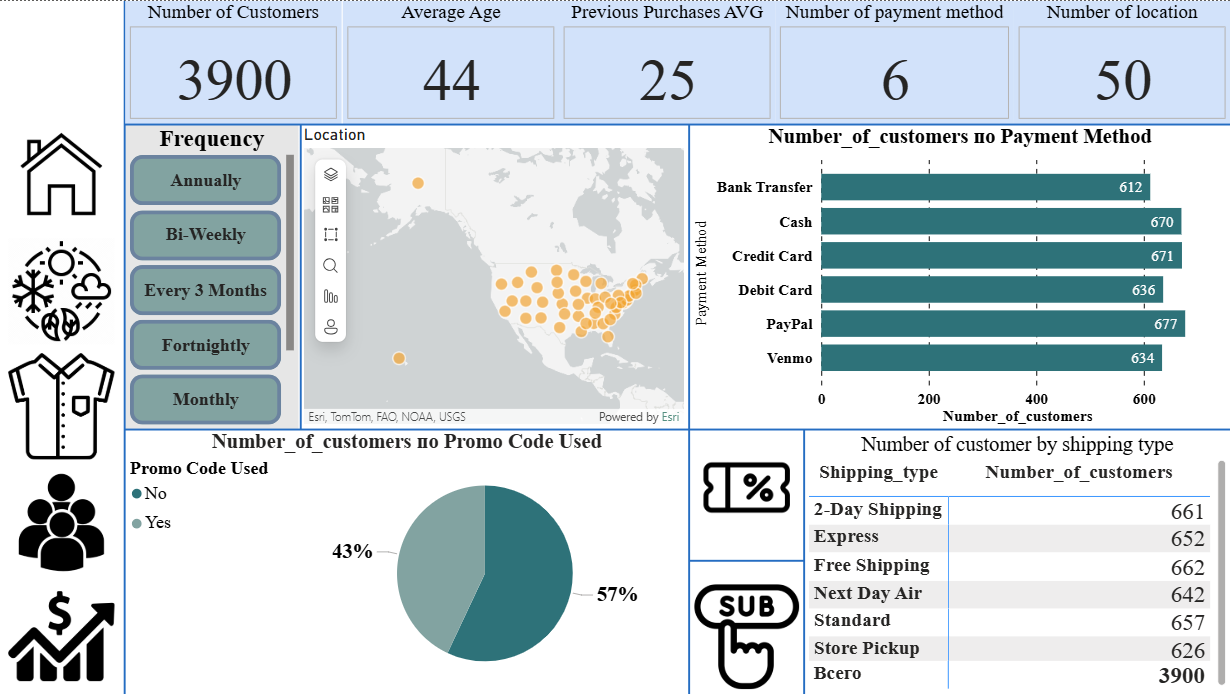 Number of Customers
3900
Average Age
44
Previous Purchases AVG
25
Number of payment method
6
Number of location
50
Frequency
Annually
Bi-Weekly
Every 3 Months
Fortnightly
Monthly
Location
Esri, TomTom, FAO, NOAA, USGS
Powered by Esri
Number_of_customers по Payment Method
Payment Method
Bank Transfer 612
Cash 670
Credit Card 671
Debit Card 636
PayPal 677
Venmo 634
0 200 400 600
Number_of_customers
Number_of_customers по Promo Code Used
Promo Code Used
No
Yes
43%
57%
%
SUB
Number of customer by shipping type
Shipping_type Number_of_customers
2-Day Shipping 661
Express 652
Free Shipping 662
Next Day Air 642
Standard 657
Store Pickup 626
Всего 3900